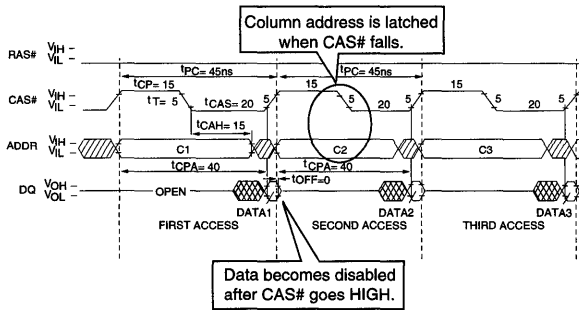 Column address is latched
when CAS# falls.
RAS# VIH
VIL
tPC= 45ns tPC= 45ns
tCP= 15 15 15
CAS# VIH
VIL
tT= 5 tCAS= 20 5 5 20 5 5 20 5
tCAH= 15
ADDR VIH
VIL
C1 C2 C3
tCPA= 40 tCPA= 40
tOFF=0
DQ VOH
VOL
OPEN
DATA1 DATA2 DATA3
FIRST ACCESS SECOND ACCESS THIRD ACCESS
Data becomes disabled
after CAS# goes HIGH.